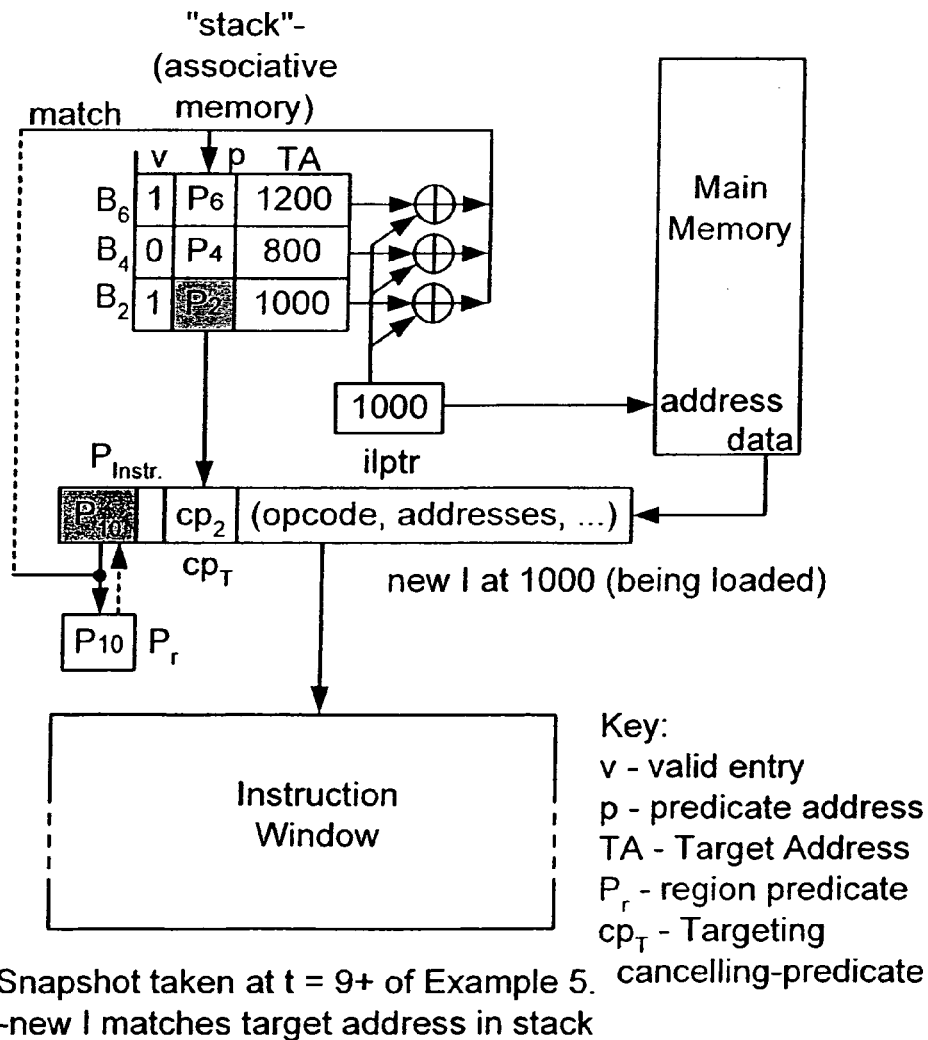 "stack"-
(associative
memory)
match
v p TA
B6 1 P6 1200
B4 0 P4 800
B2 1 P2 1000
Main
Memory
1000
address
data
ilptr
PInstr.
P10 cp2 (opcode, addresses, ...)
cpT
new I at 1000 (being loaded)
P10 Pr
Instruction
Window
Key:
v - valid entry
p - predicate address
TA - Target Address
Pr - region predicate
cpT - Targeting
cancelling-predicate
Snapshot taken at t = 9+ of Example 5.
-new I matches target address in stack